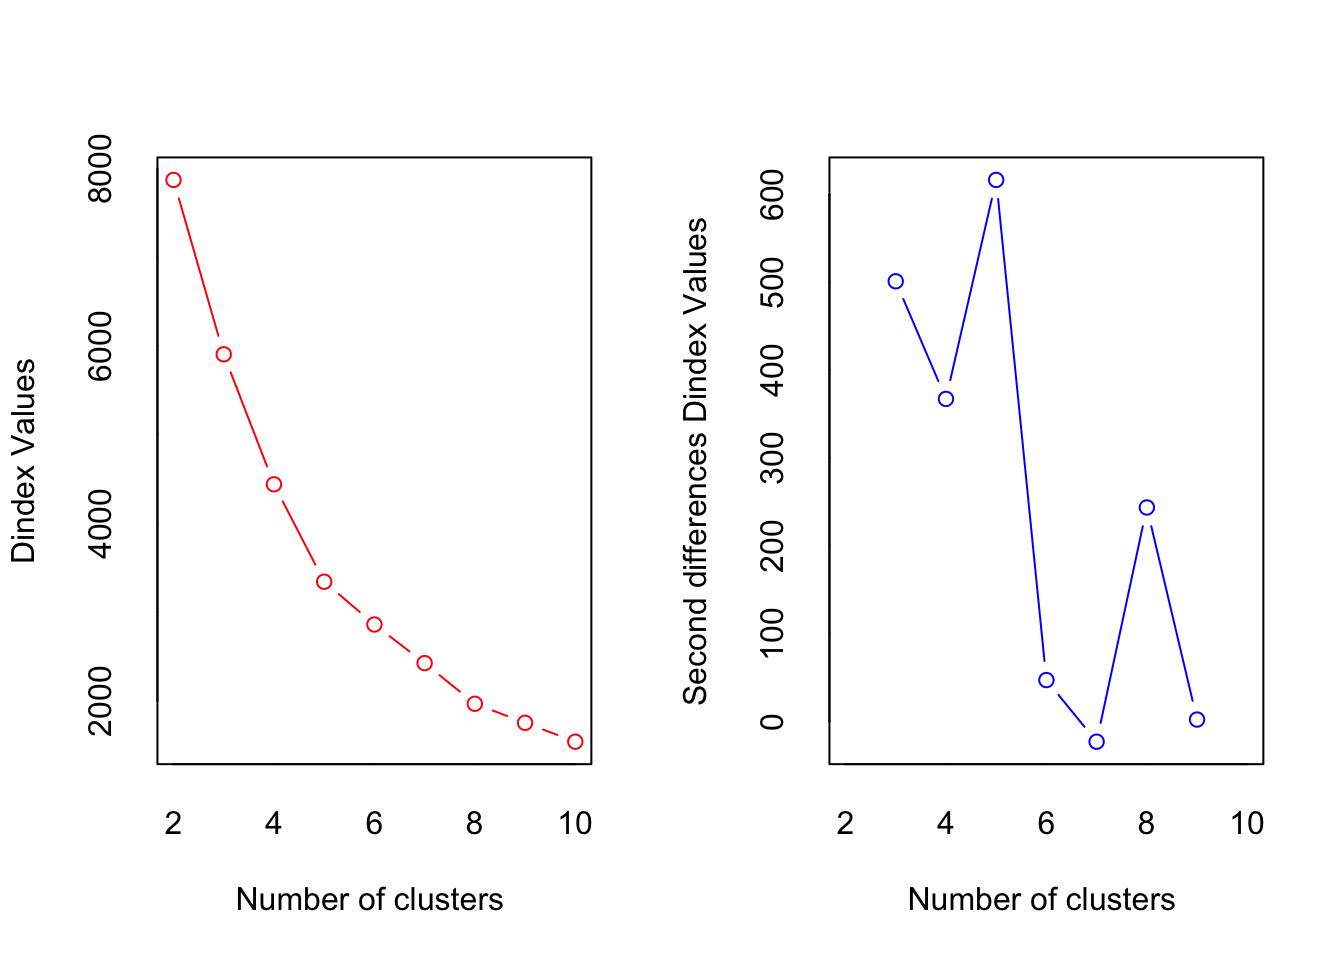 Dindex Values
8000
6000
4000
2000
2 4 6 8 10
Number of clusters
Second differences Dindex Values
600
500
400
300
200
100
0
2 4 6 8 10
Number of clusters